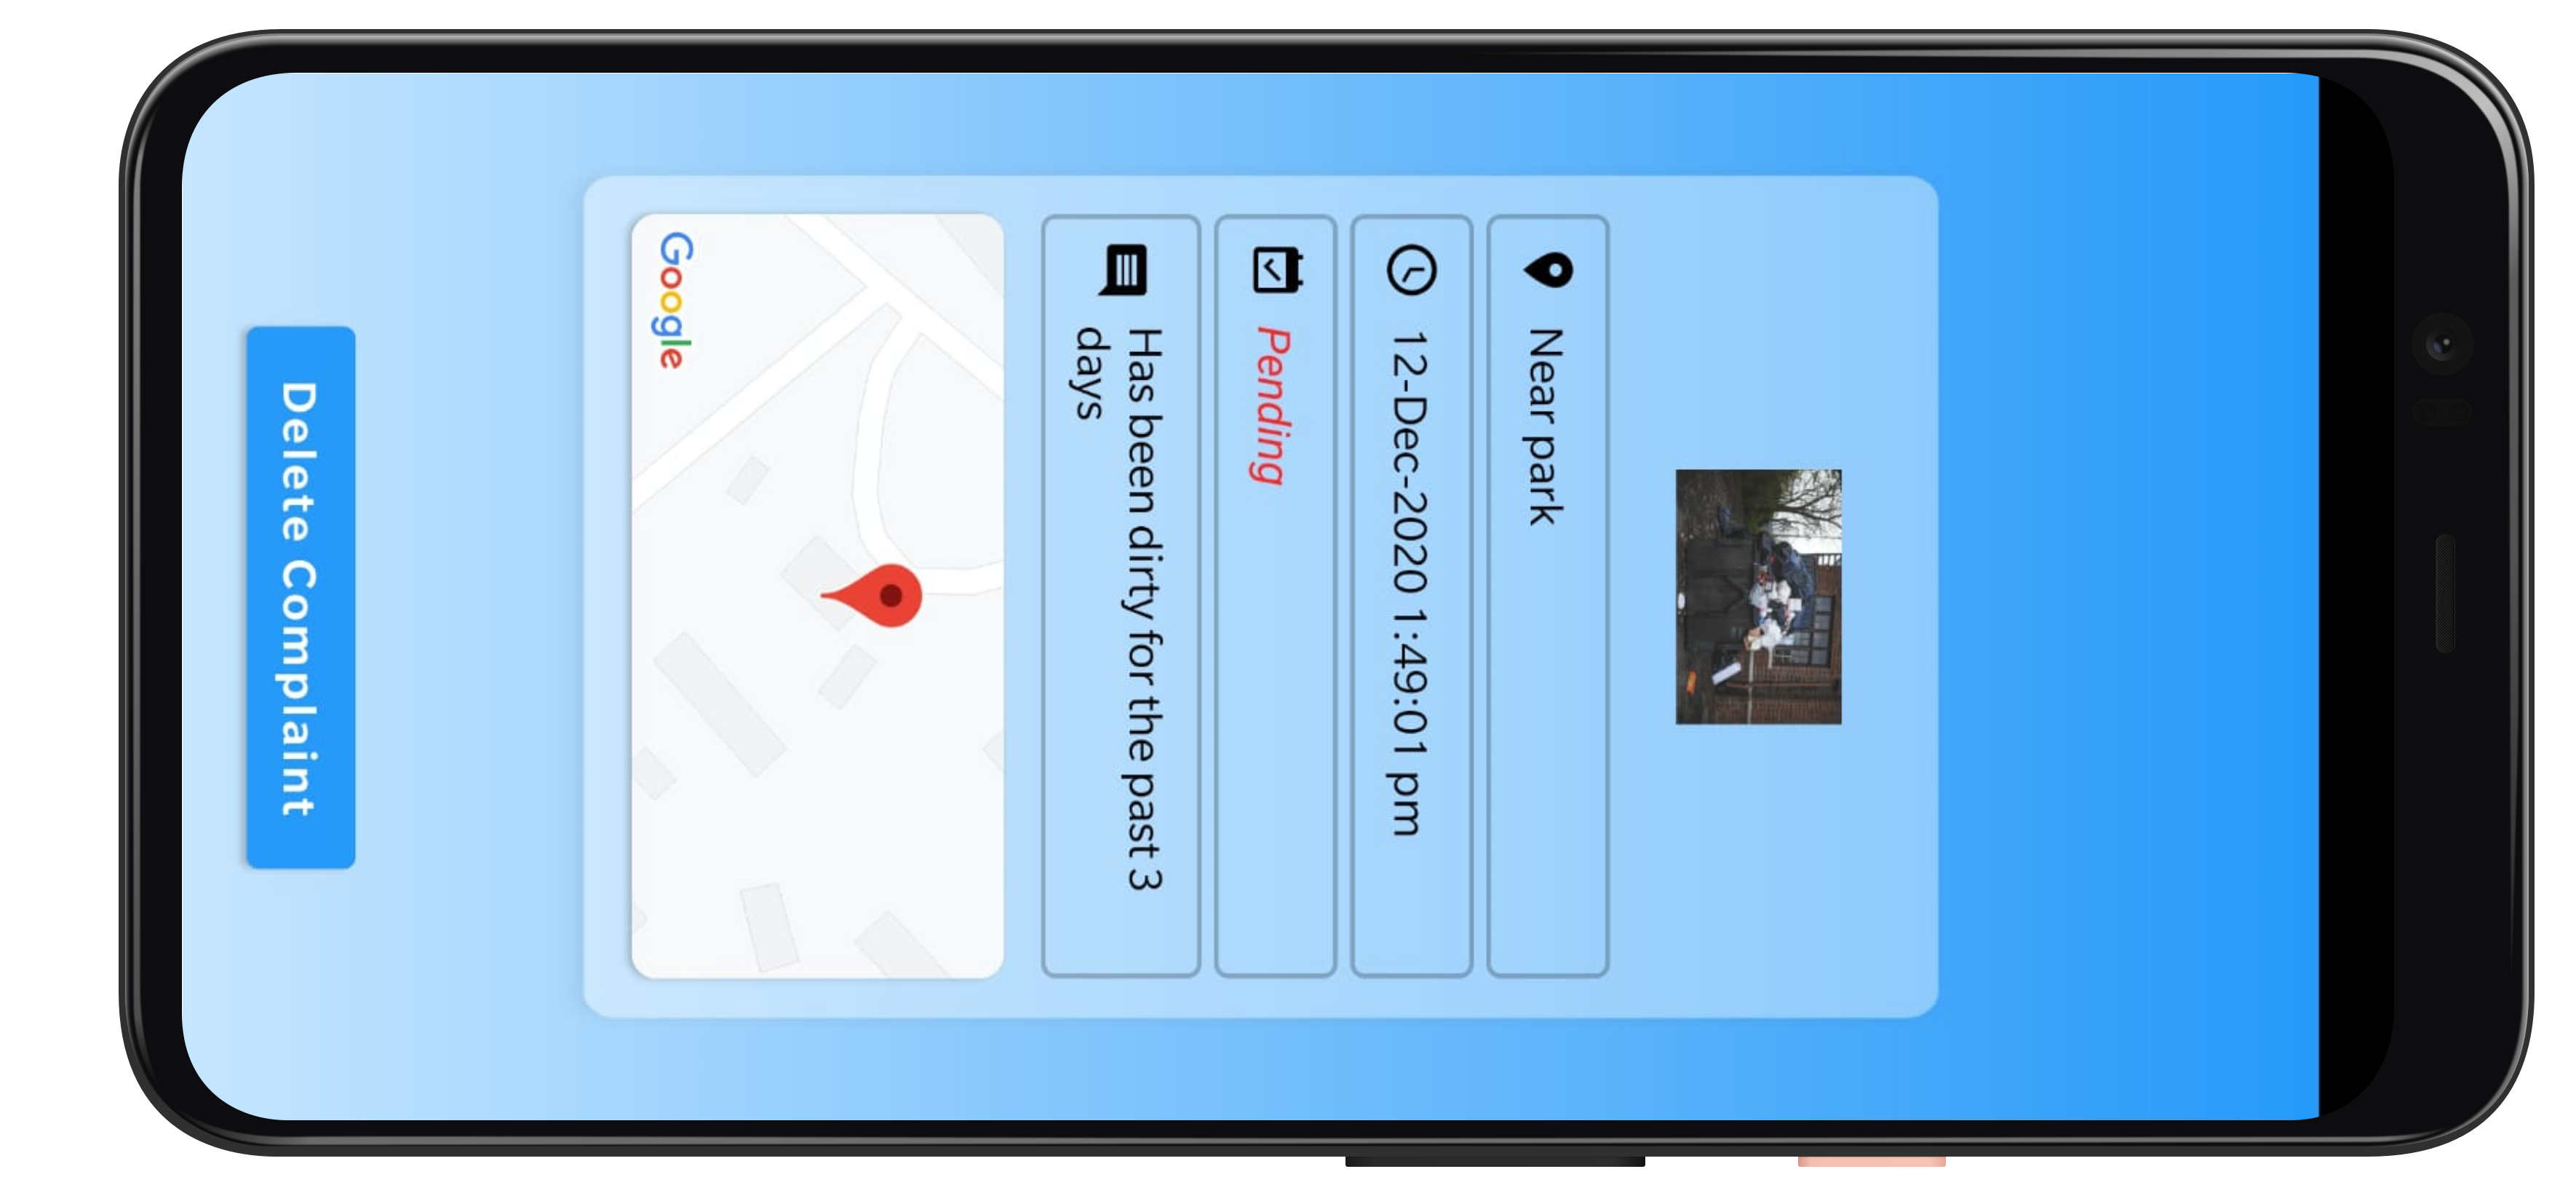 Near park
12-Dec-2020 1:49:01 pm
Pending
Has been dirty for the past 3
days
Google
Delete Complaint